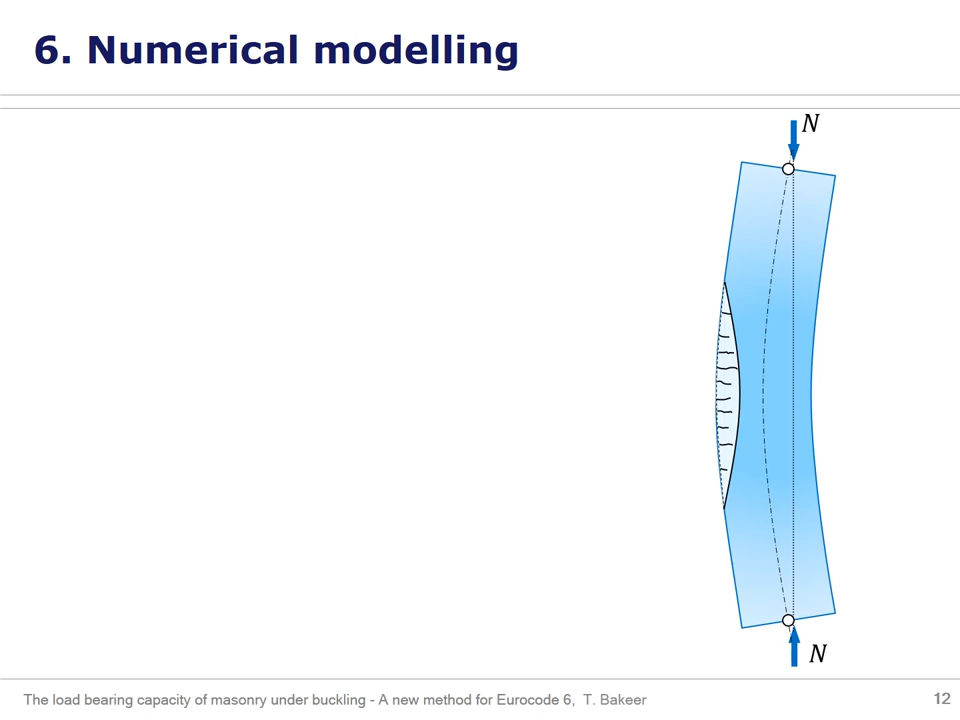 6. Numerical modelling
N
N
The load bearing capacity of masonry under buckling - A new method for Eurocode 6, T. Bakeer
12